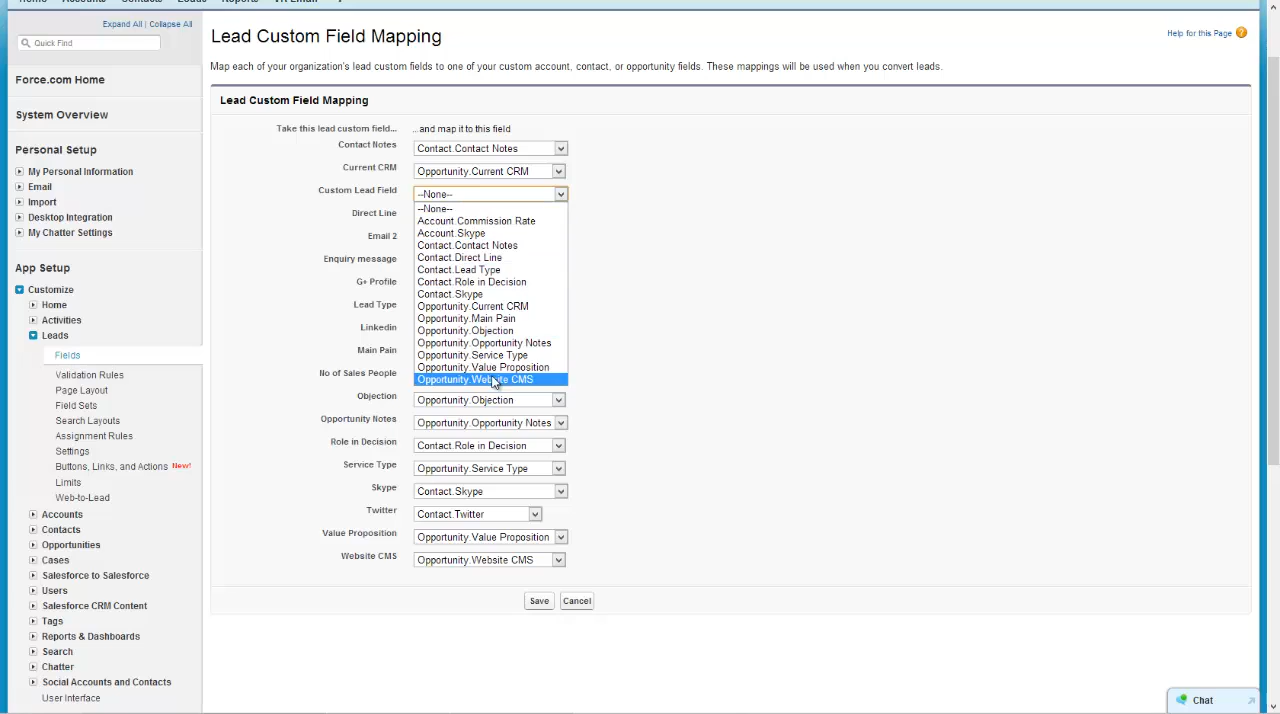 Expand All | Collapse All
Quick Find
Force.com Home
System Overview
Personal Setup
My Personal Information
Email
Import
Desktop Integration
My Chatter Settings
App Setup
Customize
Home
Activities
Leads
Fields
Validation Rules
Page Layout
Field Sets
Search Layouts
Assignment Rules
Settings
Buttons, Links, and Actions New!
Limits
Web-to-Lead
Accounts
Contacts
Opportunities
Cases
Salesforce to Salesforce
Users
Salesforce CRM Content
Tags
Reports & Dashboards
Search
Chatter
Social Accounts and Contacts
User Interface
Lead Custom Field Mapping
Help for this Page ?
Map each of your organization's lead custom fields to one of your custom account, contact, or opportunity fields. These mappings will be used when you convert leads.
Lead Custom Field Mapping
Take this lead custom field... ...and map it to this field
Contact Notes Contact.Contact Notes
Current CRM Opportunity.Current CRM
Custom Lead Field --None--
--None--
Account.Commission Rate
Account.Skype
Contact.Contact Notes
Contact.Direct Line
Contact.Lead Type
Contact.Role in Decision
Contact.Skype
Opportunity.Current CRM
Opportunity.Main Pain
Opportunity.Objection
Opportunity.Opportunity Notes
Opportunity.Service Type
Opportunity.Value Proposition
Opportunity.Website CMS
Direct Line
Email 2
Enquiry message
G+ Profile
Lead Type
Linkedin
Main Pain
No of Sales People
Objection Opportunity.Objection
Opportunity Notes Opportunity.Opportunity Notes
Role in Decision Contact.Role in Decision
Service Type Opportunity.Service Type
Skype Contact.Skype
Twitter Contact.Twitter
Value Proposition Opportunity.Value Proposition
Website CMS Opportunity.Website CMS
Save Cancel
Chat